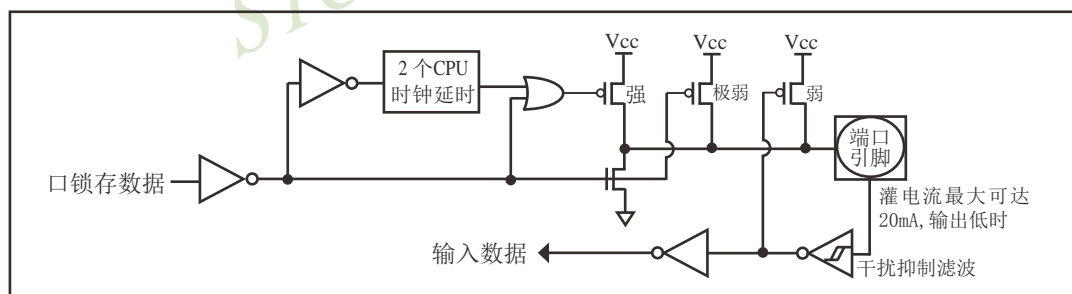 STC
Vcc
Vcc
Vcc
2个CPU
时钟延时
强
极弱
弱
端口
引脚
口锁存数据
灌电流最大可达
20mA,输出低时
输入数据
干扰抑制滤波